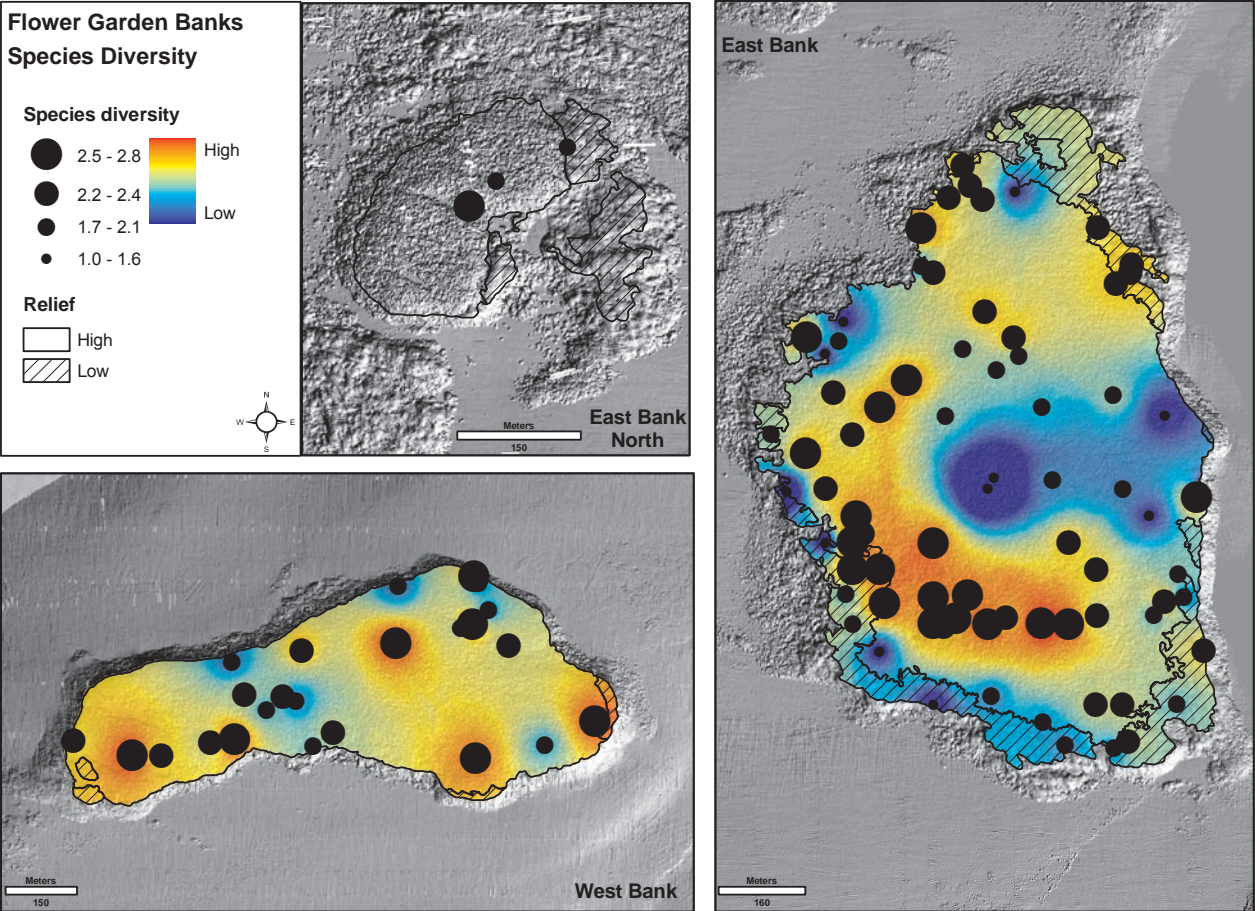 Flower Garden Banks
Species Diversity
Species diversity
2.5 - 2.8
2.2 - 2.4
1.7 - 2.1
1.0 - 1.6
High
Low
Relief
High
Low
N
W E
S
Meters
150
East Bank
North
East Bank
Meters
160
Meters
150
West Bank